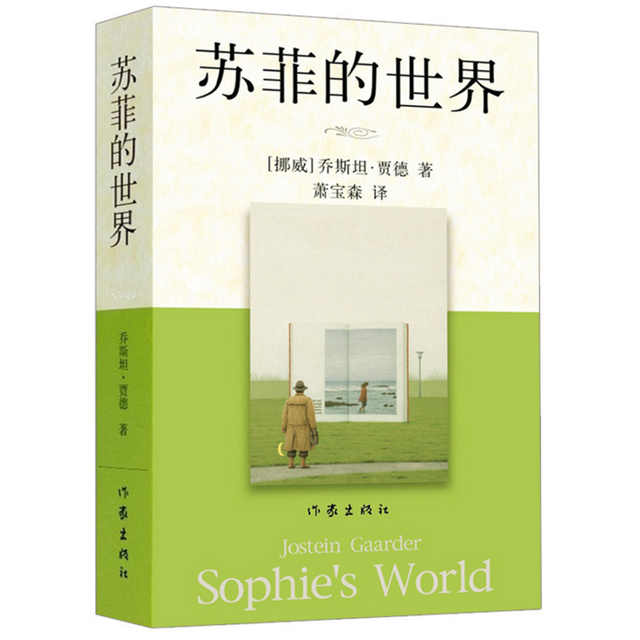 苏菲的世界
乔斯坦·贾德 著
作家出版社
苏菲的世界
[挪威]乔斯坦·贾德 著
萧宝森 译
作家出版社
Jostein Gaarder
Sophie's World